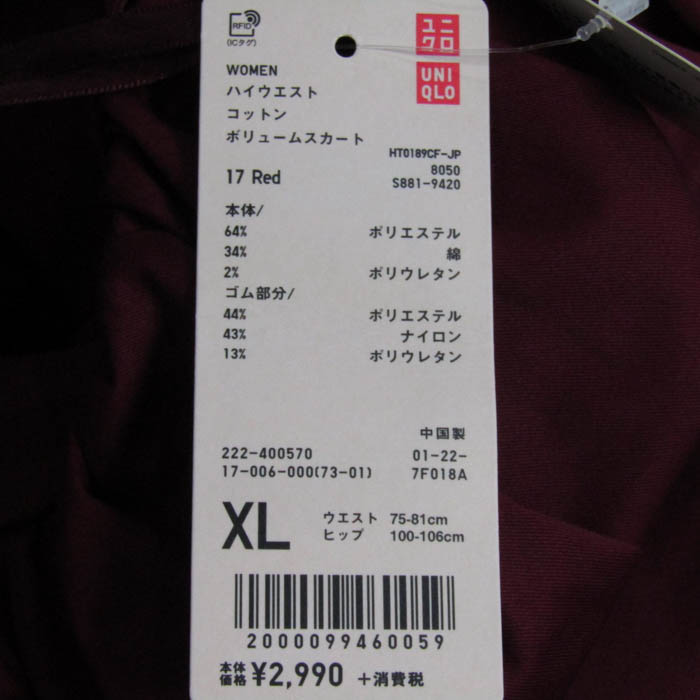 RFID
(ICタグ)
ユニ
クロ
UNI
QLO
WOMEN
ハイウエスト
コットン
ボリュームスカート
HT0189CF-JP
17 Red
8050
S881-9420
本体/
64% ポリエステル
34% 綿
2% ポリウレタン
ゴム部分/
44% ポリエステル
43% ナイロン
13% ポリウレタン
中国製
222-400570 01-22-
17-006-000(73-01) 7F018A
XL
ウエスト 75-81cm
ヒップ 100-106cm
2000099460059
本体価格 ¥2,990 +消費税